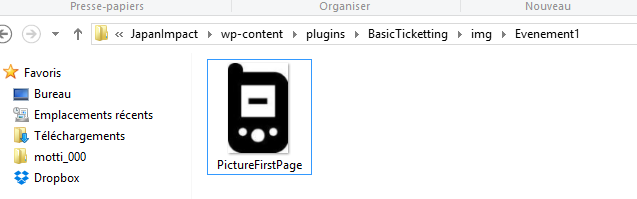 Presse-papiers Organiser Nouveau
« JapanImpact wp-content plugins BasicTicketting img Evenement1
Favoris
Bureau
Emplacements récents
Téléchargements
motti_000
Dropbox
PictureFirstPage